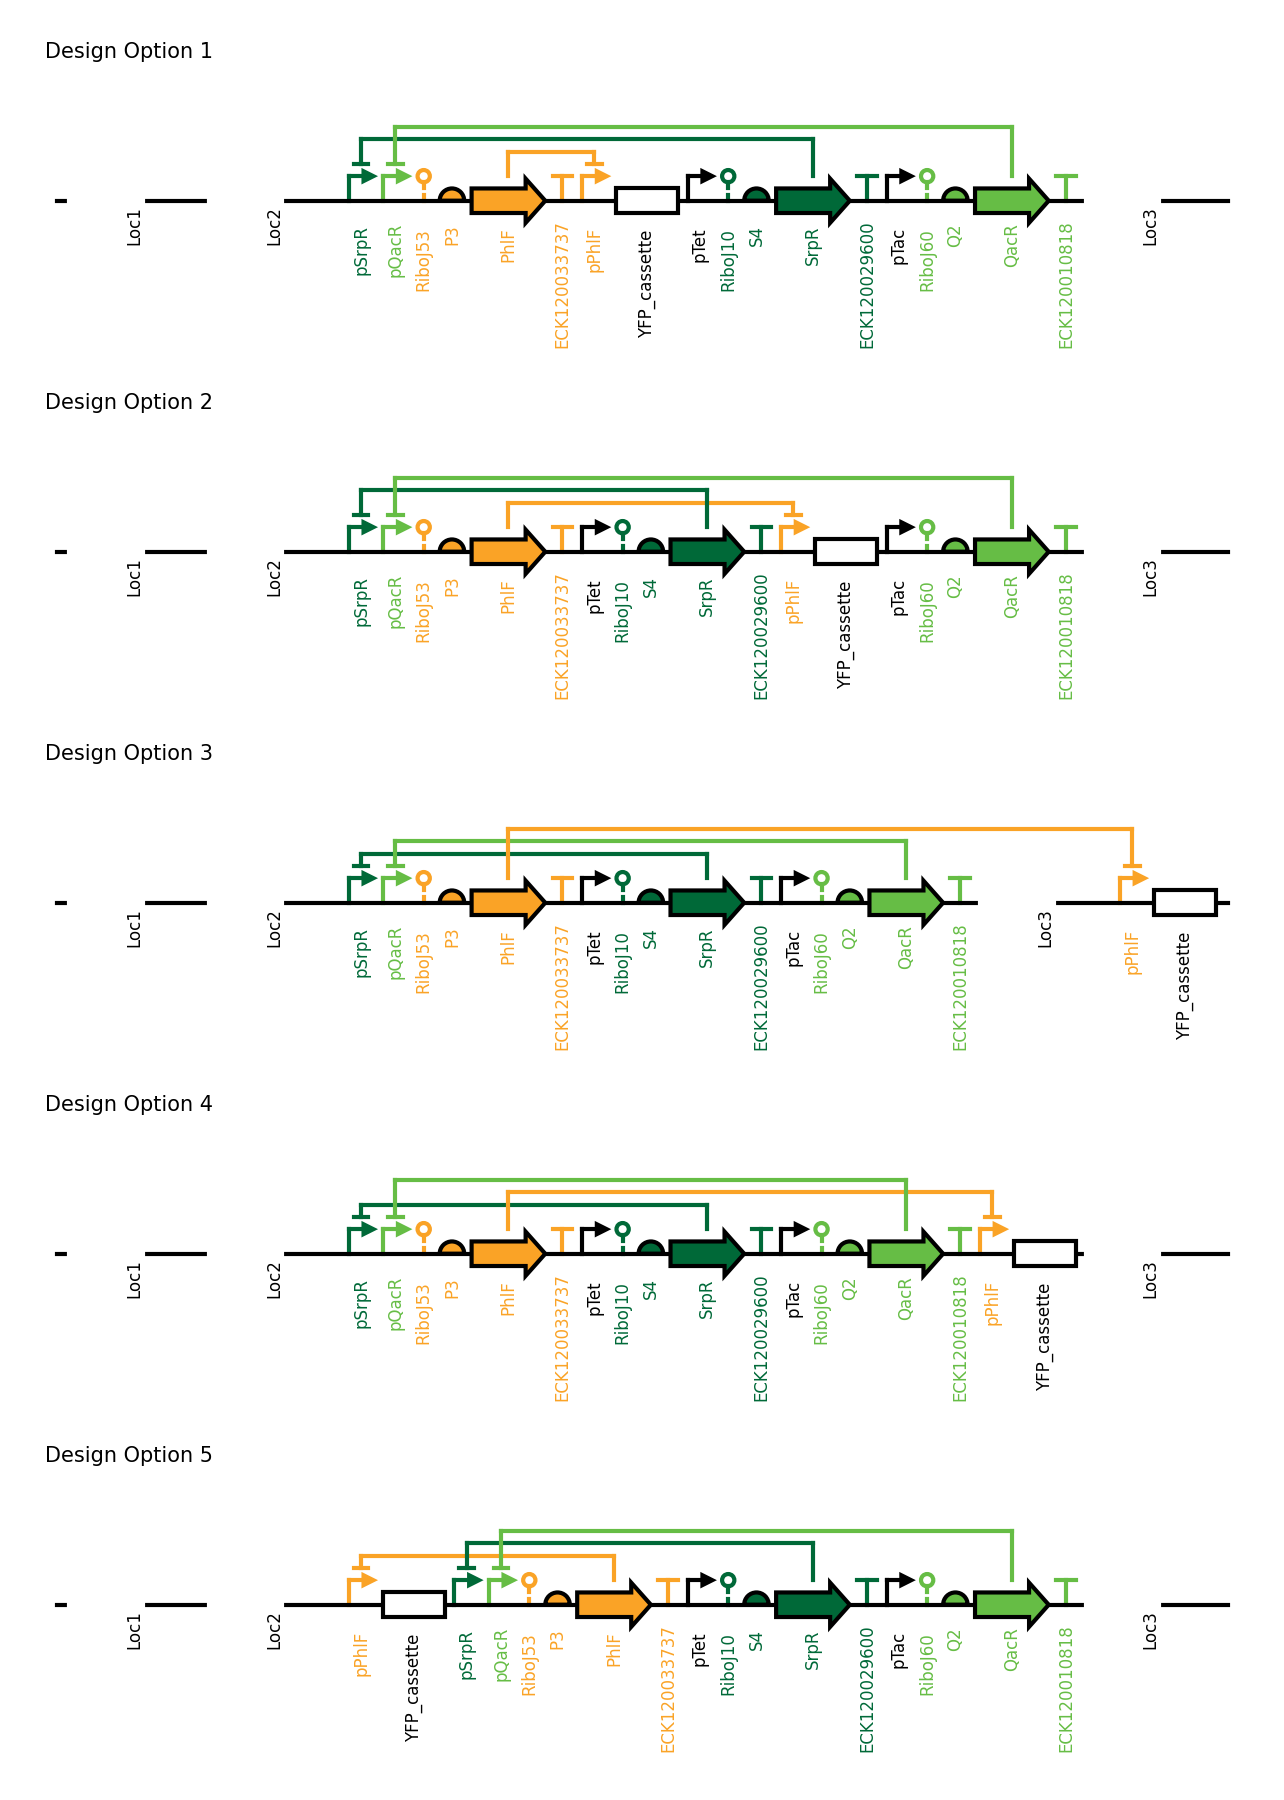 Design Option 1
Loc1
Loc2
pSrpR
pQacR
RiboJ53
P3
PhlF
ECK120033737
pPhlF
YFP_cassette
pTet
RiboJ10
S4
SrpR
ECK120029600
pTac
RiboJ60
Q2
QacR
ECK120010818
Loc3
Design Option 2
Loc1
Loc2
pSrpR
pQacR
RiboJ53
P3
PhlF
ECK120033737
pTet
RiboJ10
S4
SrpR
ECK120029600
pPhlF
YFP_cassette
pTac
RiboJ60
Q2
QacR
ECK120010818
Loc3
Design Option 3
Loc1
Loc2
pSrpR
pQacR
RiboJ53
P3
PhlF
ECK120033737
pTet
RiboJ10
S4
SrpR
ECK120029600
pTac
RiboJ60
Q2
QacR
ECK120010818
Loc3
pPhlF
YFP_cassette
Design Option 4
Loc1
Loc2
pSrpR
pQacR
RiboJ53
P3
PhlF
ECK120033737
pTet
RiboJ10
S4
SrpR
ECK120029600
pTac
RiboJ60
Q2
QacR
ECK120010818
pPhlF
YFP_cassette
Loc3
Design Option 5
Loc1
Loc2
pPhlF
YFP_cassette
pSrpR
pQacR
RiboJ53
P3
PhlF
ECK120033737
pTet
RiboJ10
S4
SrpR
ECK120029600
pTac
RiboJ60
Q2
QacR
ECK120010818
Loc3